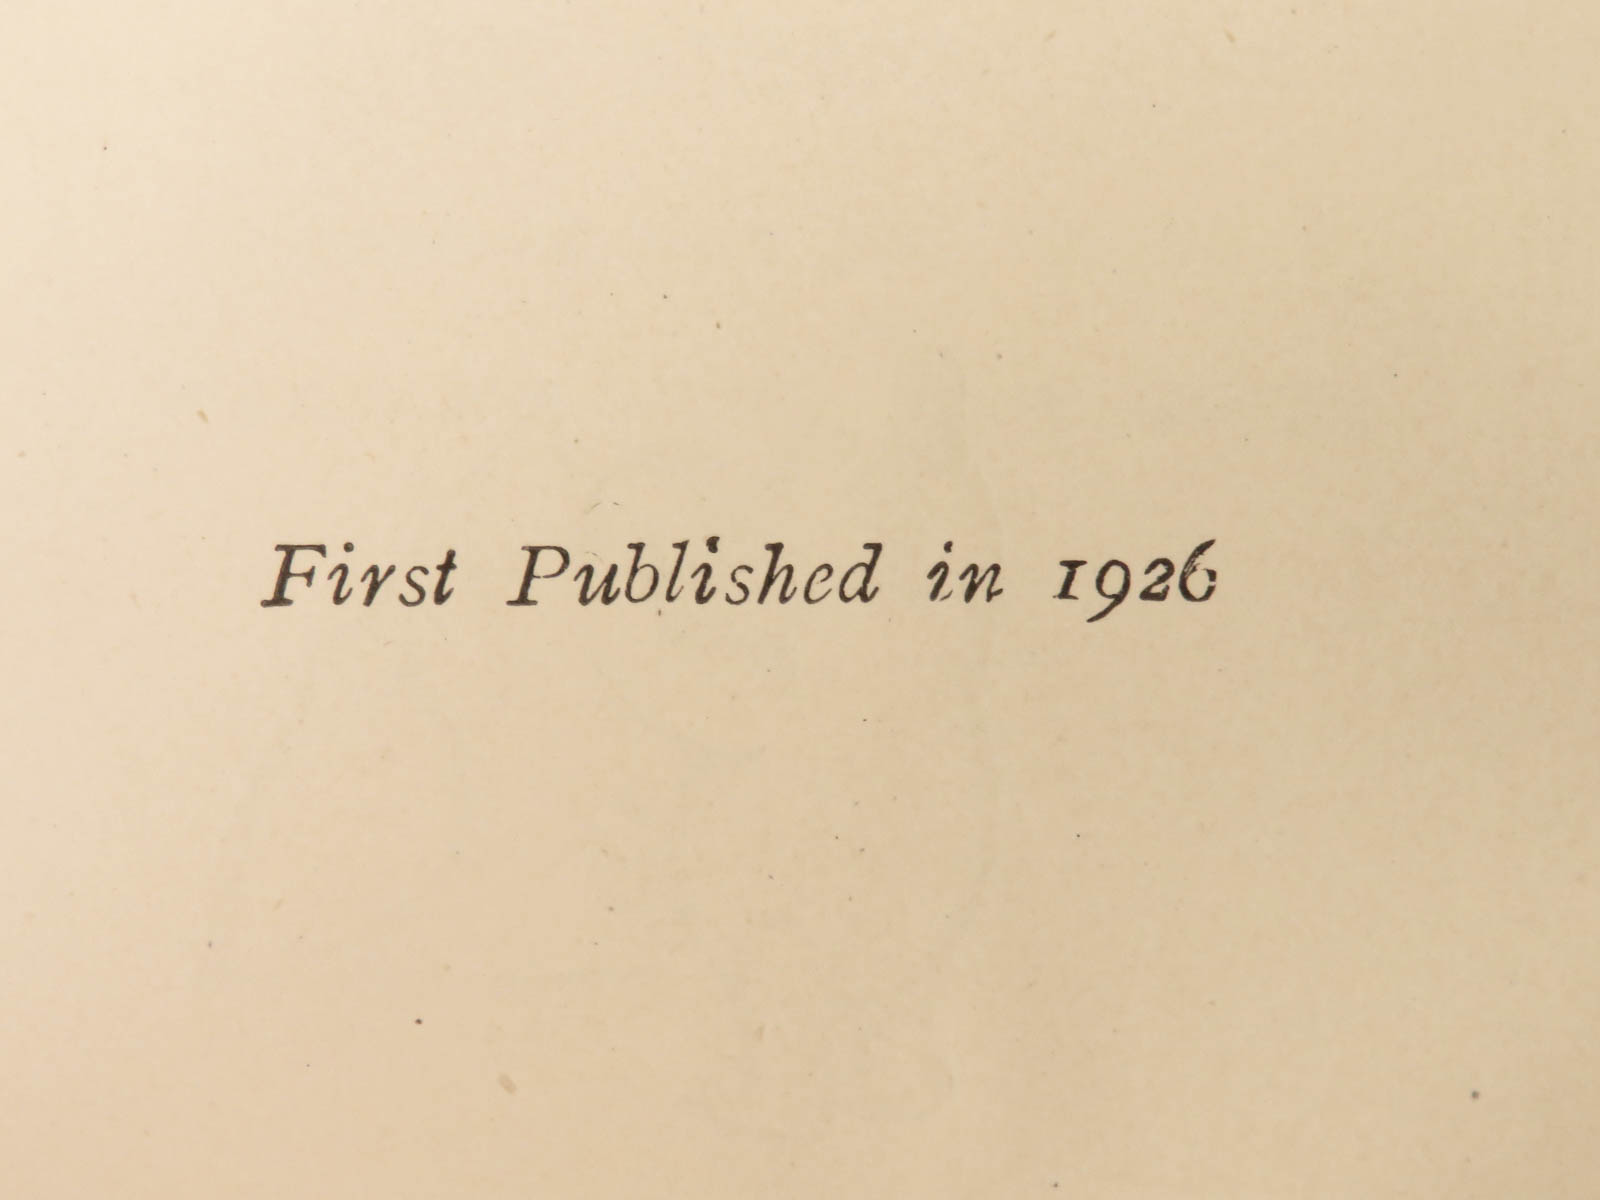 First Published in 1926